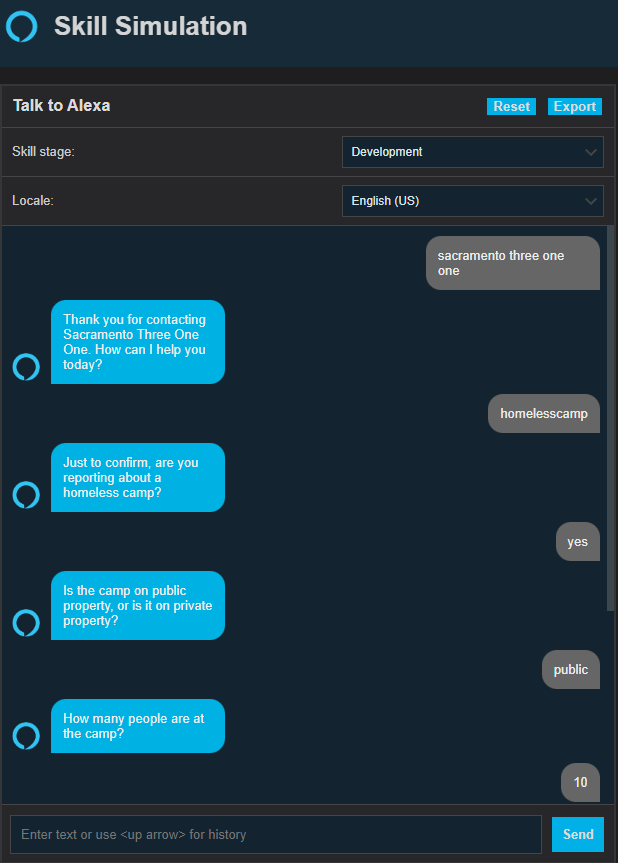 Skill Simulation
Talk to Alexa
Reset
Export
Skill stage:
Development
Locale:
English (US)
sacramento three one
one
Thank you for contacting
Sacramento Three One
One. How can I help you
today?
homelesscamp
Just to confirm, are you
reporting about a
homeless camp?
yes
Is the camp on public
property, or is it on private
property?
public
How many people are at
the camp?
10
Enter text or use <up arrow> for history
Send